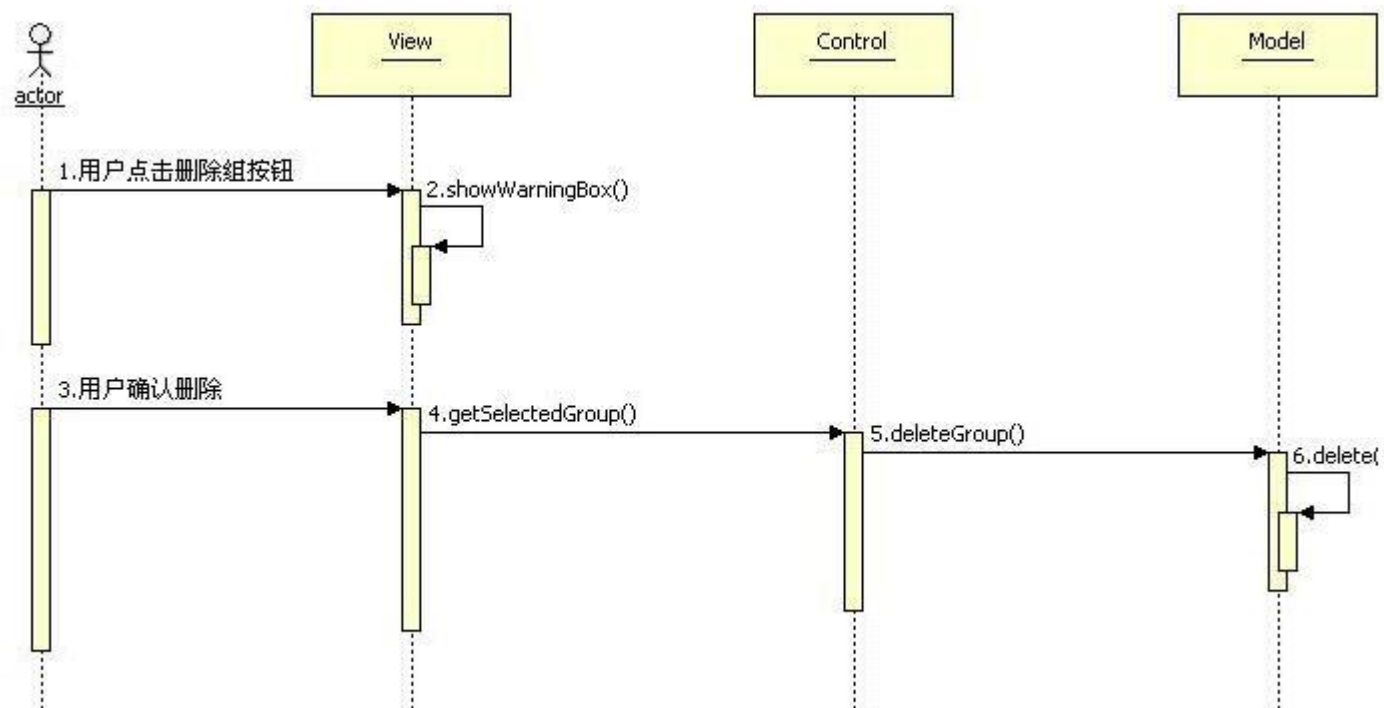 View
Control
Model
actor
1.用户点击删除组按钮
2.showWarningBox()
3.用户确认删除
4.getSelectedGroup()
5.deleteGroup()
6.delete(